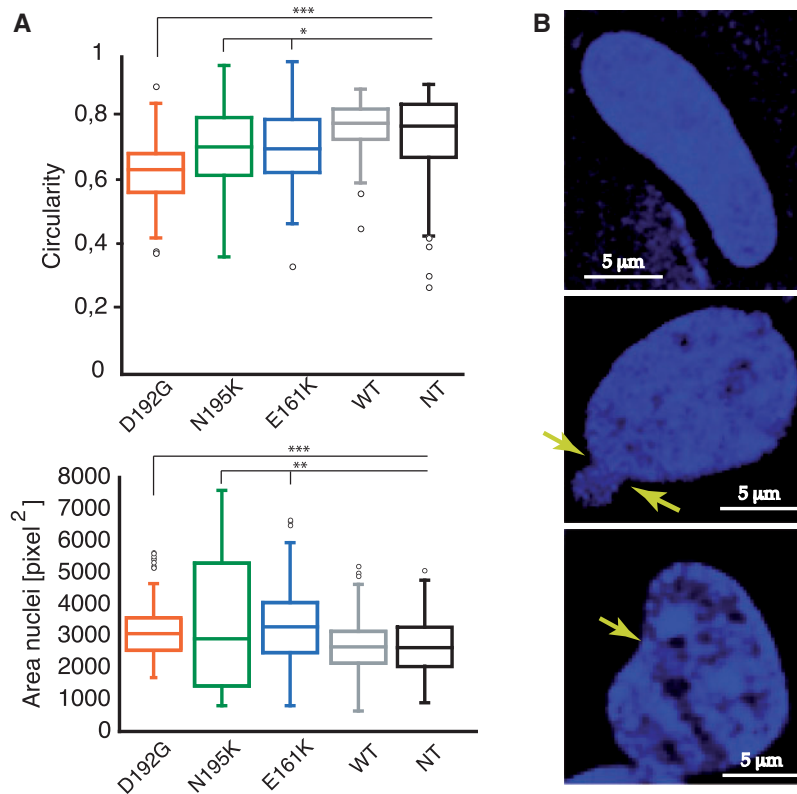 A
***
*
1
0,8
0,6
0,4
0,2
0
Circularity
D192G
N195K
E161K
WT
NT
***
**
8000
7000
6000
5000
4000
3000
2000
1000
0
Area nuclei [pixel 2]
D192G
N195K
E161K
WT
NT
B
5 µm
5 µm
5 µm